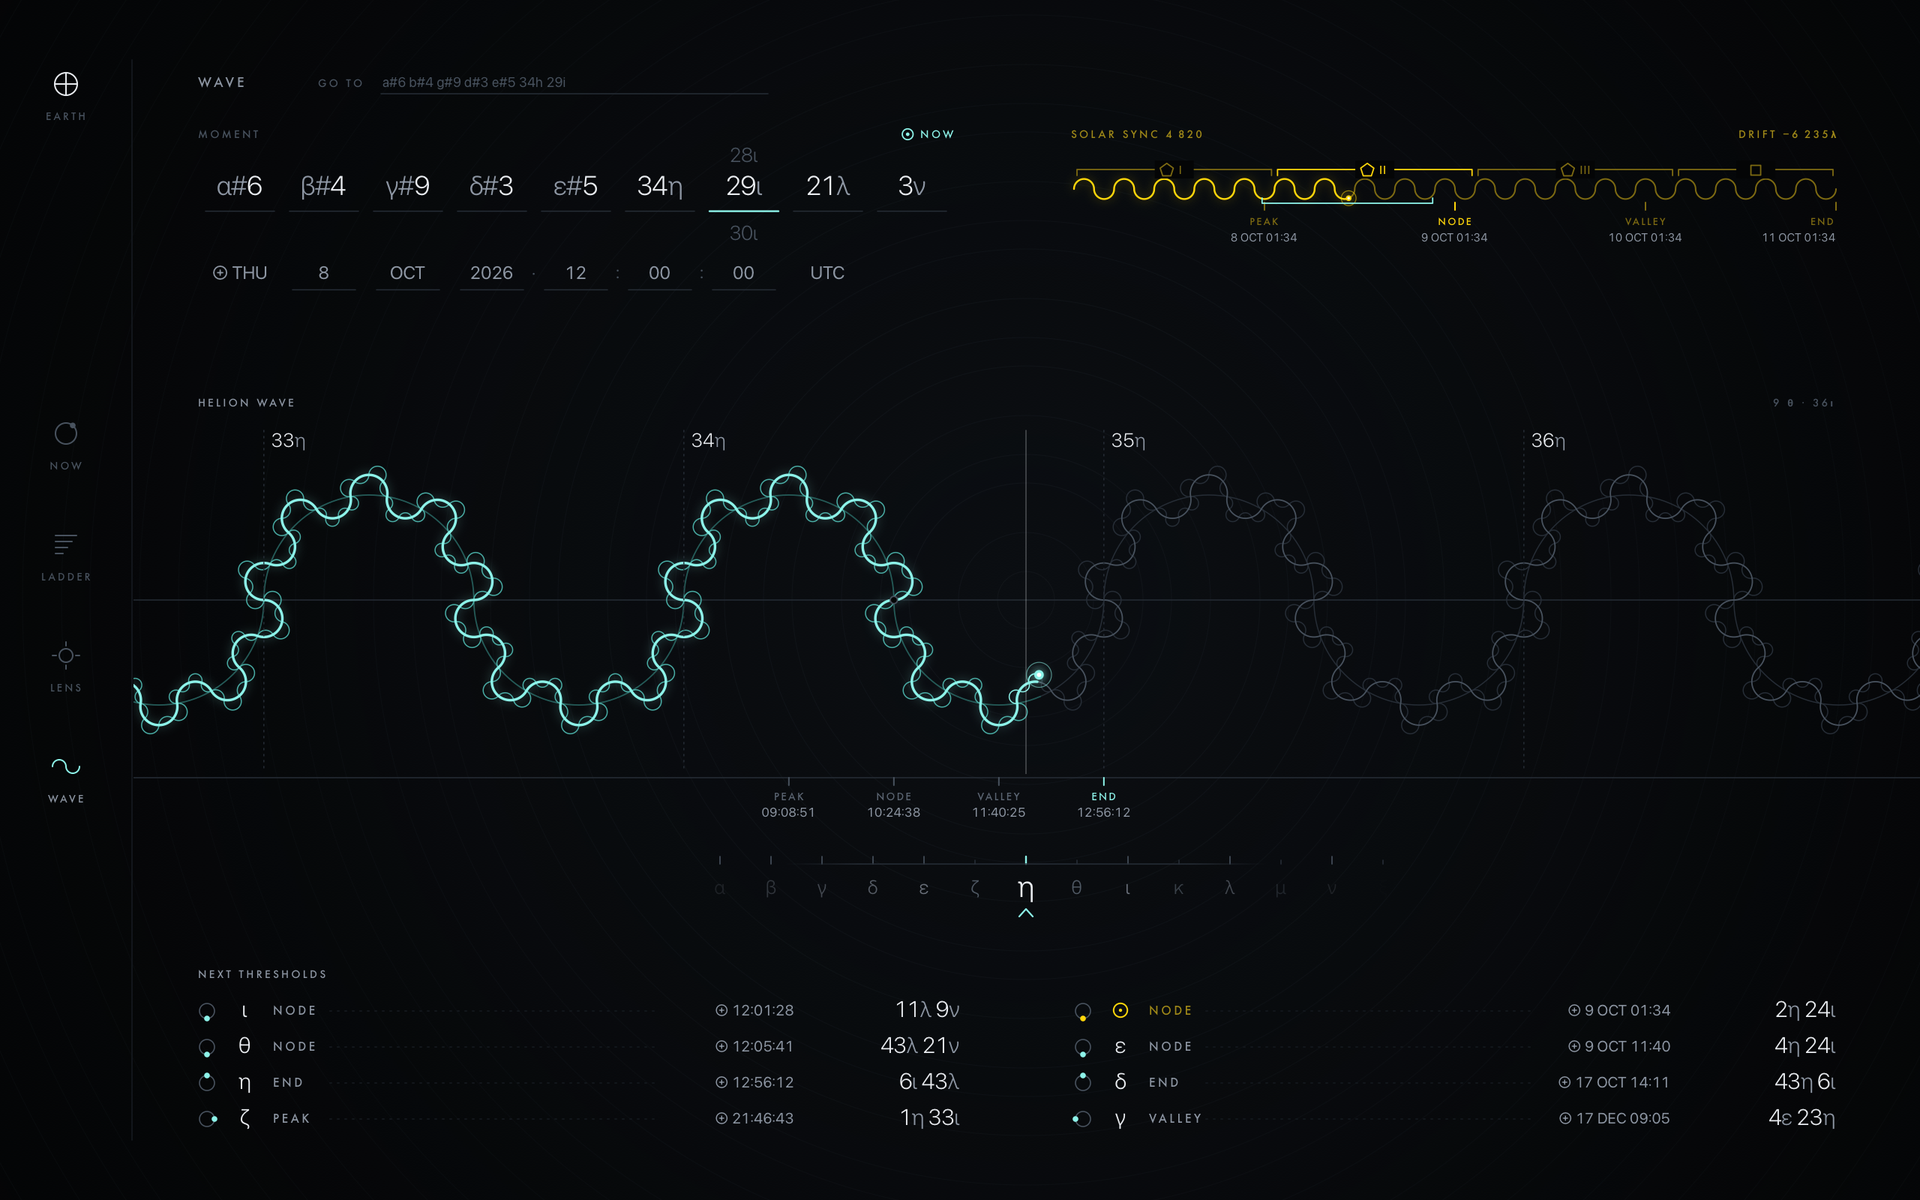 EARTH
WAVE
GO TO
a#6 b#4 g#9 d#3 e#5 34h 29i
MOMENT
NOW
28ι
α#6 β#4 γ#9 δ#3 ε#5 34η 29ι 21λ 3ν
30ι
THU 8 OCT 2026 · 12 : 00 : 00 UTC
SOLAR SYNC 4 820
DRIFT −6 235λ
I II III
PEAK NODE VALLEY END
8 OCT 01:34 9 OCT 01:34 10 OCT 01:34 11 OCT 01:34
HELION WAVE
9 θ · 36ι
33η 34η 35η 36η
NOW
LADDER
LENS
WAVE
PEAK NODE VALLEY END
09:08:51 10:24:38 11:40:25 12:56:12
α β γ δ ε ζ η θ ι κ λ μ ν
NEXT THRESHOLDS
ι NODE 12:01:28 11λ 9ν
θ NODE 12:05:41 43λ 21ν
η END 12:56:12 6ι 43λ
ζ PEAK 21:46:43 1η 33ι
NODE 9 OCT 01:34 2η 24ι
ε NODE 9 OCT 11:40 4η 24ι
δ END 17 OCT 14:11 43η 6ι
γ VALLEY 17 DEC 09:05 4ε 23η